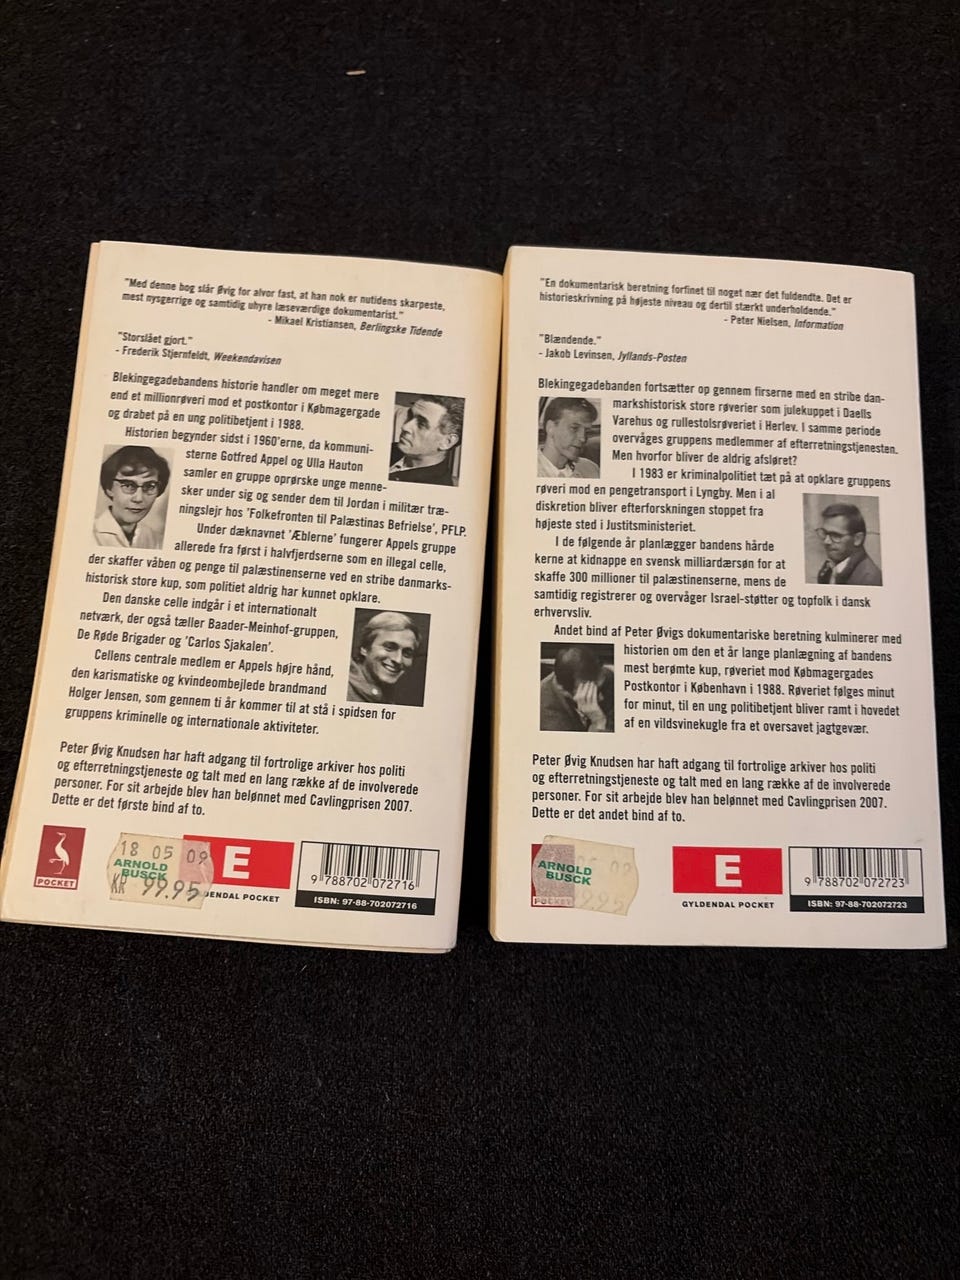 "Med denne bog slår Øvig for alvor fast, at han nok er nutidens skarpeste,
mest nysgerrige og samtidig uhyre læseværdige dokumentarist."
- Mikael Kristiansen, Berlingske Tidende
"Storslået gjort."
- Frederik Stjernfeldt, Weekendavisen
Blekingegadebandens historie handler om meget mere
end et millionrøveri mod et postkontor i Købmagergade
og drabet på en ung politibetjent i 1988.
Historien begynder sidst i 1960'erne, da kommuni-
sterne Gotfred Appel og Ulla Hauton
samler en gruppe oprørske unge menne-
sker under sig og sender dem til Jordan i militær træ-
ningslejr hos 'Folkefronten til Palæstinas Befrielse', PFLP.
Under dæknavnet 'Æblerne' fungerer Appels gruppe
allerede fra først i halvfjerdserne som en illegal celle,
der skaffer våben og penge til palæstinenserne ved en stribe danmarks-
historisk store kup, som politiet aldrig har kunnet opklare.
Den danske celle indgår i et internationalt
netværk, der også tæller Baader-Meinhof-gruppen,
De Røde Brigader og 'Carlos Sjakalen'.
Cellens centrale medlem er Appels højre hånd,
den karismatiske og kvindeombejlede brandmand
Holger Jensen, som gennem ti år kommer til at stå i spidsen for
gruppens kriminelle og internationale aktiviteter.
Peter Øvig Knudsen har haft adgang til fortrolige arkiver hos politi
og efterretningstjeneste og talt med en lang række af de involverede
personer. For sit arbejde blev han belønnet med Cavlingprisen 2007.
Dette er det første bind af to.
POCKET
18 05 09
ARNOLD
BUSCK
KR 99.95
E
DENDAL POCKET
9 788702 072716
ISBN: 97-88-702072716
"En dokumentarisk beretning forfinet til noget nær det fuldendte. Det er
historieskrivning på højeste niveau og dertil stærkt underholdende."
- Peter Nielsen, Information
"Blændende."
- Jakob Levinsen, Jyllands-Posten
Blekingegadebanden fortsætter op gennem firserne med en stribe dan-
markshistorisk store røverier som julekuppet i Daells
Varehus og rullestolsrøveriet i Herlev. I samme periode
overvåges gruppens medlemmer af efterretningstjenesten.
Men hvorfor bliver de aldrig afsløret?
I 1983 er kriminalpolitiet tæt på at opklare gruppens
røveri mod en pengetransport i Lyngby. Men i al
diskretion bliver efterforskningen stoppet fra
højeste sted i Justitsministeriet.
I de følgende år planlægger bandens hårde
kerne at kidnappe en svensk milliardærsøn for at
skaffe 300 millioner til palæstinenserne, mens de
samtidig registrerer og overvåger Israel-støtter og topfolk i dansk
erhvervsliv.
Andet bind af Peter Øvigs dokumentariske beretning kulminerer med
historien om den et år lange planlægning af bandens
mest berømte kup, røveriet mod Købmagergades
Postkontor i København i 1988. Røveriet følges minut
for minut, til en ung politibetjent bliver ramt i hovedet
af en vildsvinekugle fra et oversavet jagtgevær.
Peter Øvig Knudsen har haft adgang til fortrolige arkiver hos politi
og efterretningstjeneste og talt med en lang række af de involverede
personer. For sit arbejde blev han belønnet med Cavlingprisen 2007.
Dette er det andet bind af to.
ARNOLD
BUSCK
POCKET
E
GYLDENDAL POCKET
9 788702 072723
ISBN: 97-88-702072723